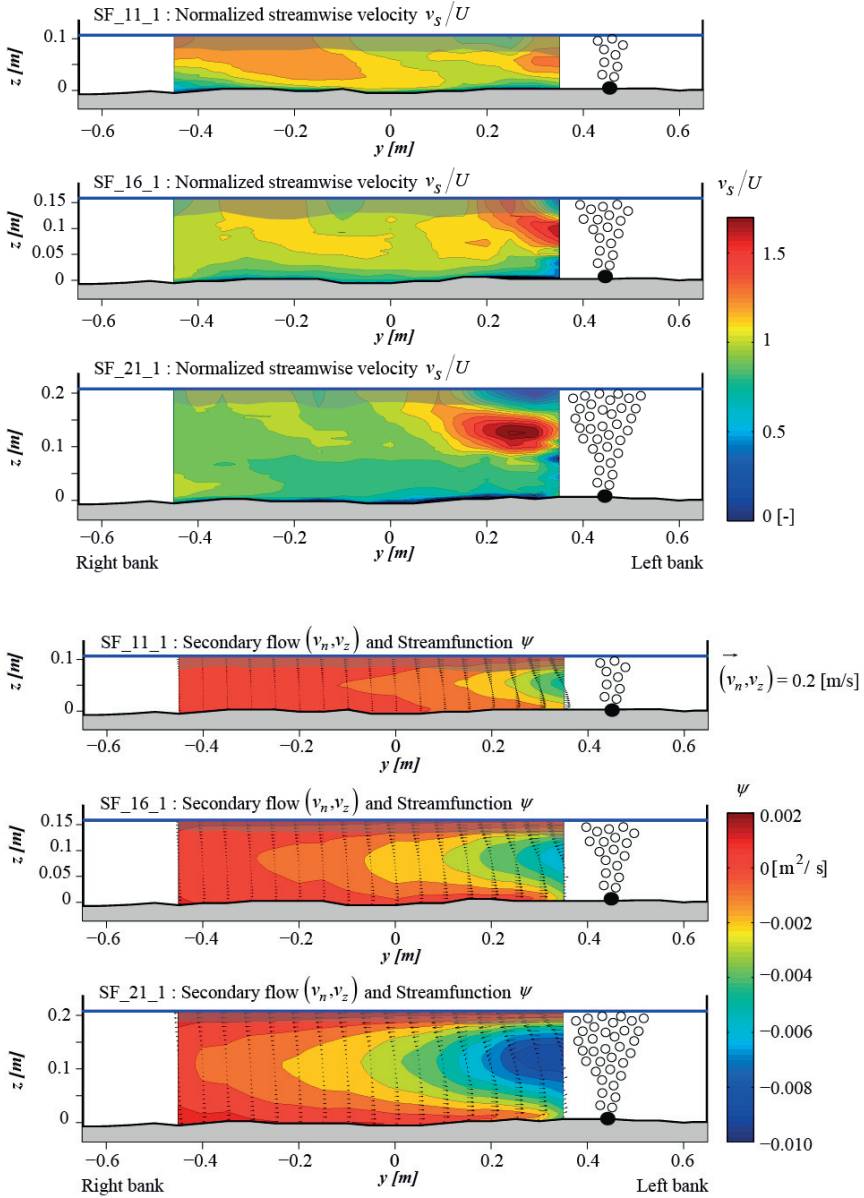 SF_11_1 : Normalized streamwise velocity v_s/U
0.1
0
z [m]
−0.6 −0.4 −0.2 0 0.2 0.4 0.6
y [m]
SF_16_1 : Normalized streamwise velocity v_s/U
0.15
0.1
0.05
0
z [m]
−0.6 −0.4 −0.2 0 0.2 0.4 0.6
y [m]
SF_21_1 : Normalized streamwise velocity v_s/U
0.2
0.1
0
z [m]
−0.6 −0.4 −0.2 0 0.2 0.4 0.6
y [m]
Right bank Left bank
v_s/U
1.5
1
0.5
0 [-]
SF_11_1 : Secondary flow (v_n,v_z) and Streamfunction ψ
0.1
0
z [m]
−0.6 −0.4 −0.2 0 0.2 0.4 0.6
y [m]
(v_n,v_z) = 0.2 [m/s]
SF_16_1 : Secondary flow (v_n,v_z) and Streamfunction ψ
0.15
0.1
0.05
0
z [m]
−0.6 −0.4 −0.2 0 0.2 0.4 0.6
y [m]
SF_21_1 : Secondary flow (v_n,v_z) and Streamfunction ψ
0.2
0.1
0
z [m]
−0.6 −0.4 −0.2 0 0.2 0.4 0.6
y [m]
Right bank Left bank
ψ
0.002
0 [m²/ s]
−0.002
−0.004
−0.006
−0.008
−0.010